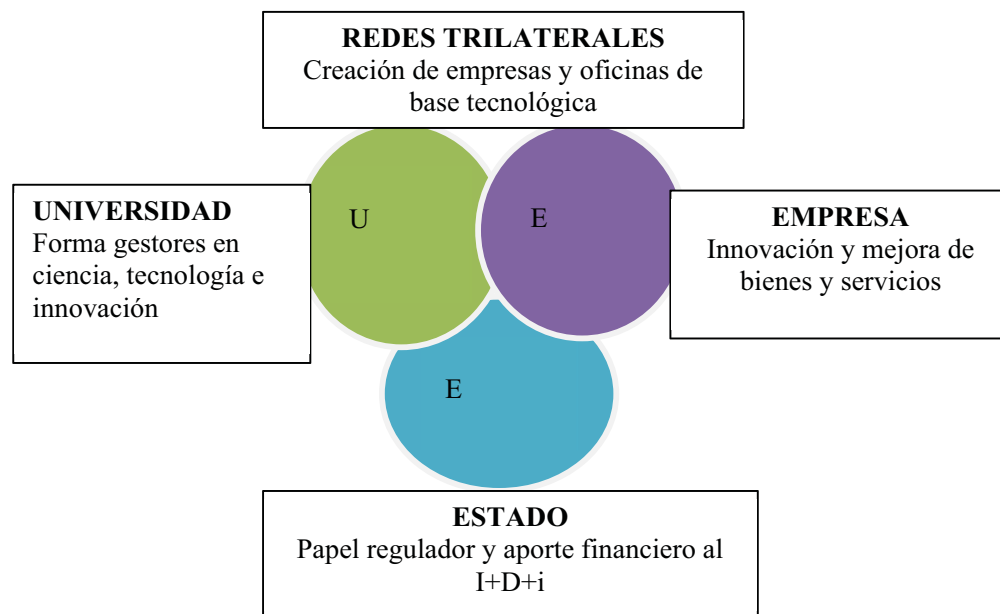 REDES TRILATERALES
Creación de empresas y oficinas de
base tecnológica
UNIVERSIDAD
Forma gestores en
ciencia, tecnología e
innovación
U
E
EMPRESA
Innovación y mejora de
bienes y servicios
E
ESTADO
Papel regulador y aporte financiero al
I+D+i